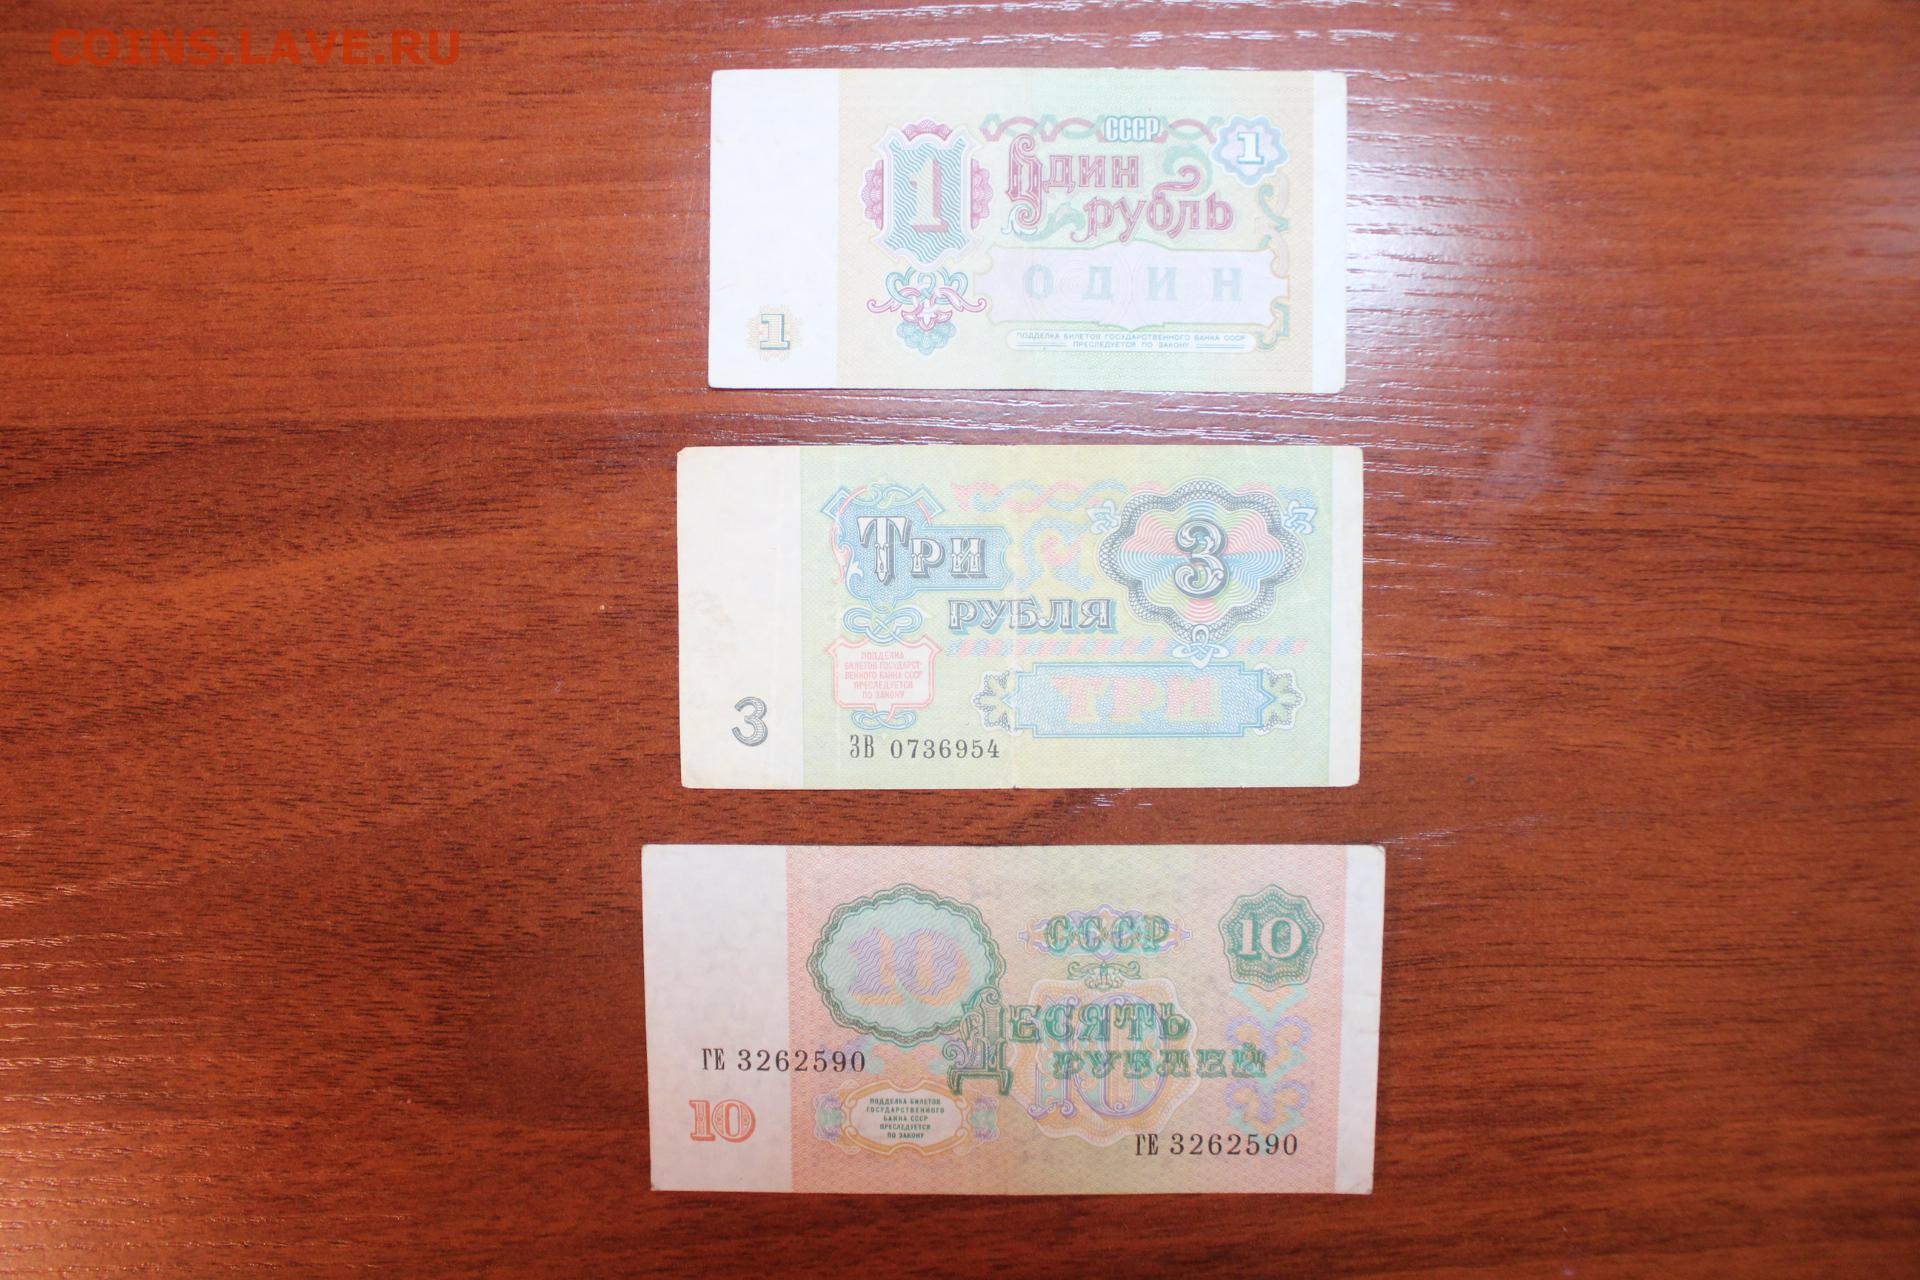 COINS.LAVE.RU
СССР
1
1
Один
рубль
ОДИН
1
ПОДДЕЛКА БИЛЕТОВ ГОСУДАРСТВЕННОГО БАНКА СССР
ПРЕСЛЕДУЕТСЯ ПО ЗАКОНУ
Три
3
РУБЛЯ
ПОДДЕЛКА
БИЛЕТОВ ГОСУДАРСТ-
ВЕННОГО БАНКА СССР
ПРЕСЛЕДУЕТСЯ
ПО ЗАКОНУ
ТРИ
3
ЗВ 0736954
10
СССР
10
Десять
рублей
10
ГЕ 3262590
10
ПОДДЕЛКА БИЛЕТОВ
ГОСУДАРСТВЕННОГО
БАНКА СССР
ПРЕСЛЕДУЕТСЯ
ПО ЗАКОНУ
ГЕ 3262590